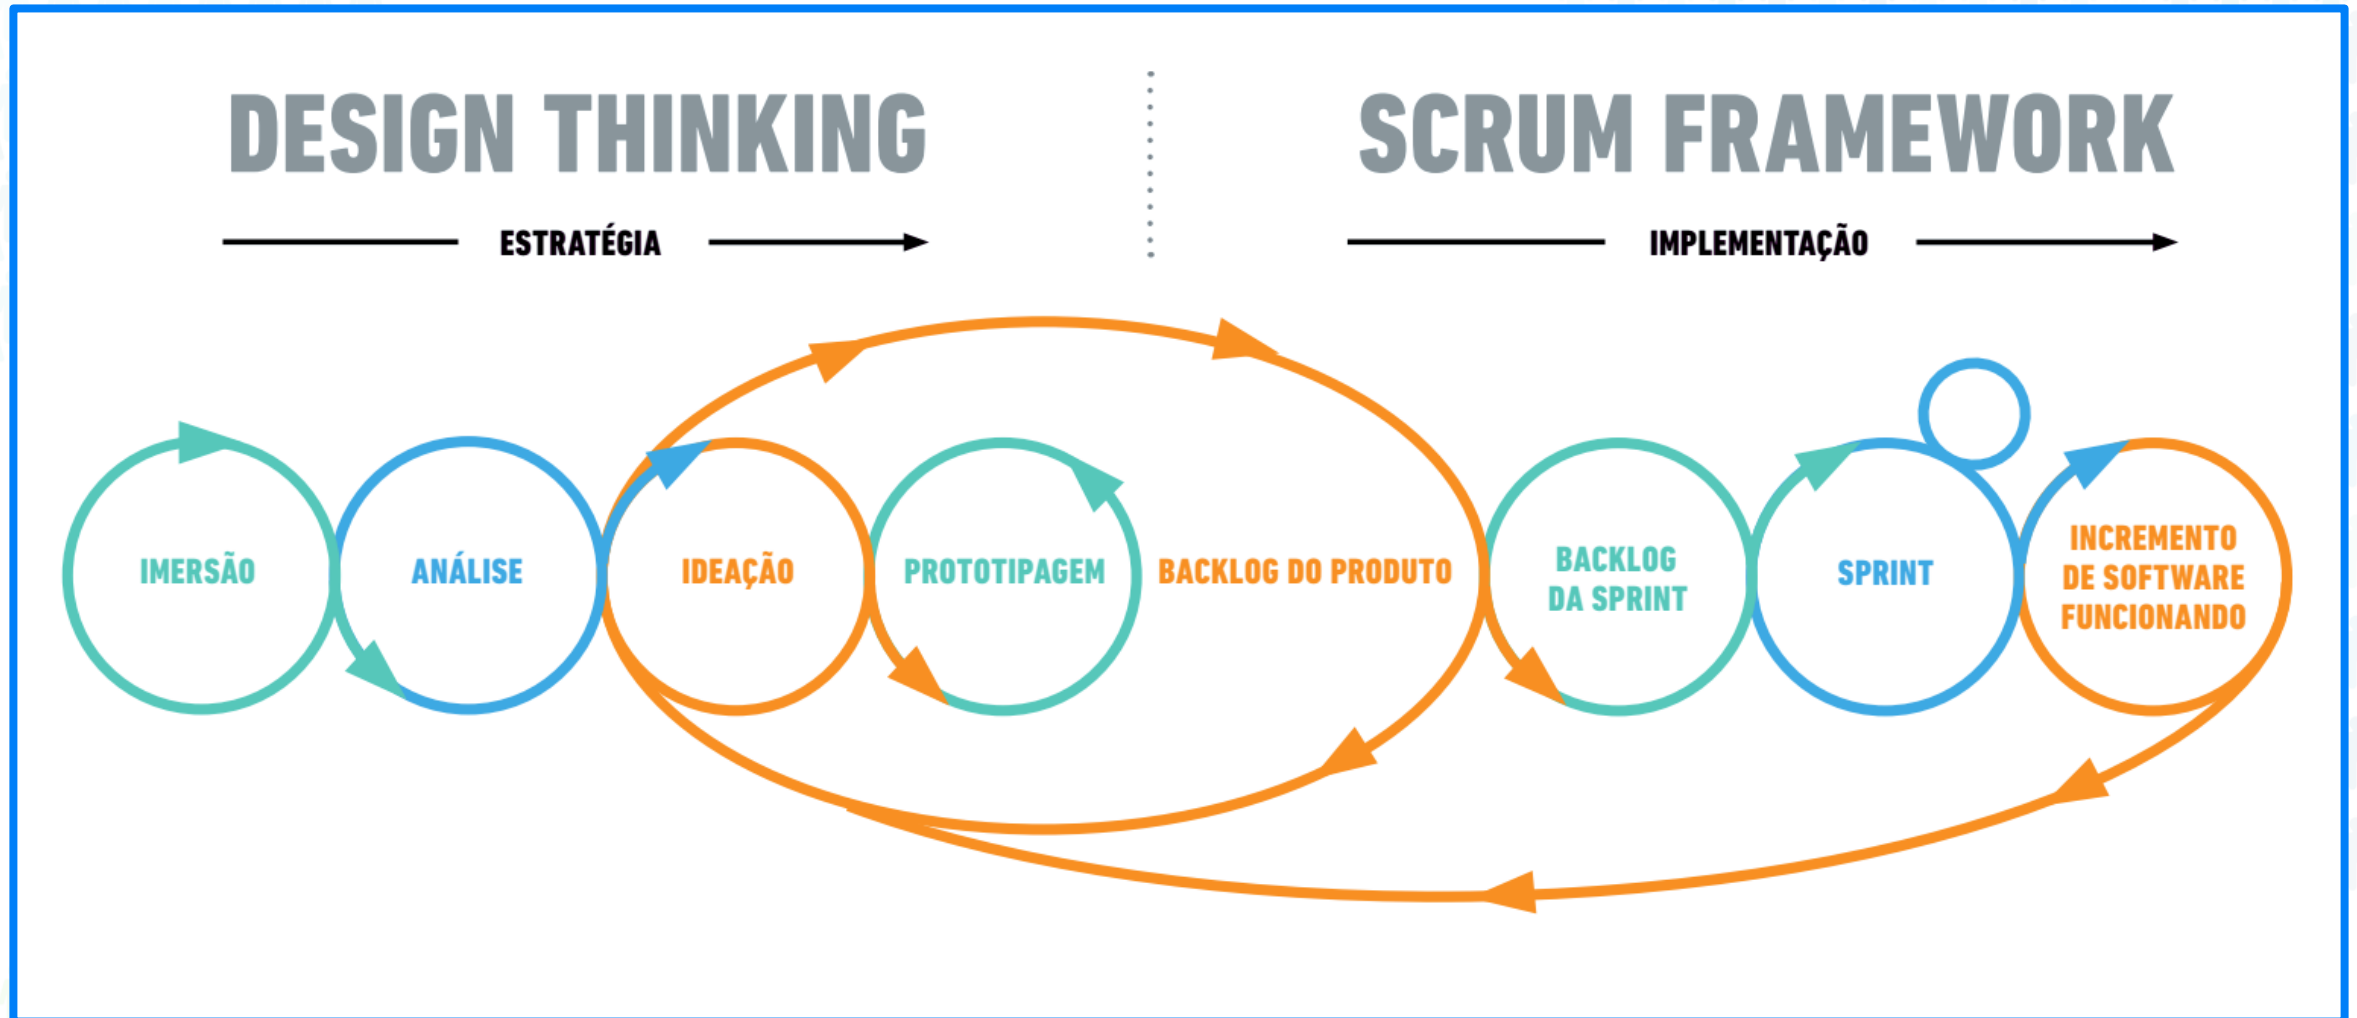 DESIGN THINKING
SCRUM FRAMEWORK
ESTRATÉGIA
IMPLEMENTAÇÃO
IMERSÃO
ANÁLISE
IDEAÇÃO
PROTOTIPAGEM
BACKLOG DO PRODUTO
BACKLOG
DA SPRINT
SPRINT
INCREMENTO
DE SOFTWARE
FUNCIONANDO